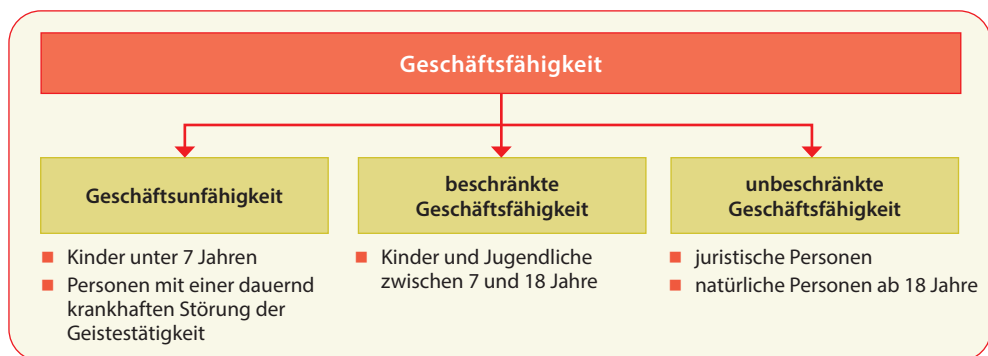 Geschäftsfähigkeit
Geschäftsunfähigkeit
■ Kinder unter 7 Jahren
■ Personen mit einer dauernd
krankhaften Störung der
Geistestätigkeit
beschränkte
Geschäftsfähigkeit
■ Kinder und Jugendliche
zwischen 7 und 18 Jahre
unbeschränkte
Geschäftsfähigkeit
■ juristische Personen
■ natürliche Personen ab 18 Jahre